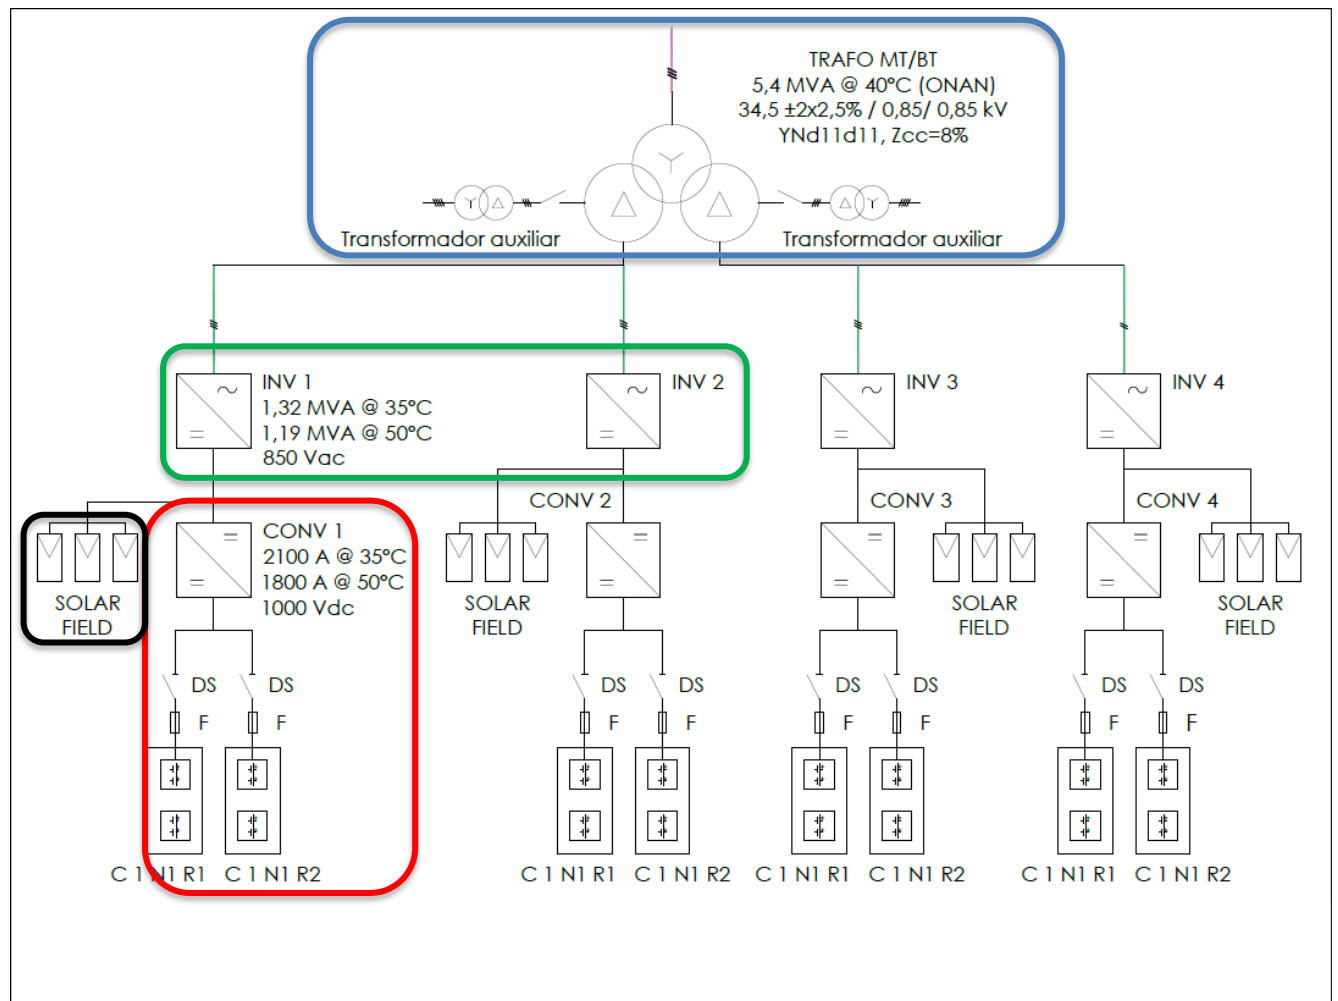 TRAFO MT/BT
5,4 MVA @ 40°C (ONAN)
34,5 ±2x2,5% / 0,85/ 0,85 kV
YNd11d11, Zcc=8%
Transformador auxiliar
Transformador auxiliar
INV 1
1,32 MVA @ 35°C
1,19 MVA @ 50°C
850 Vac
INV 2
INV 3
INV 4
CONV 1
2100 A @ 35°C
1800 A @ 50°C
1000 Vdc
CONV 2
CONV 3
CONV 4
SOLAR
FIELD
SOLAR
FIELD
SOLAR
FIELD
SOLAR
FIELD
DS
DS
DS
DS
DS
DS
DS
DS
F
F
F
F
F
F
F
F
C 1 N1 R1
C 1 N1 R2
C 1 N1 R1
C 1 N1 R2
C 1 N1 R1
C 1 N1 R2
C 1 N1 R1
C 1 N1 R2